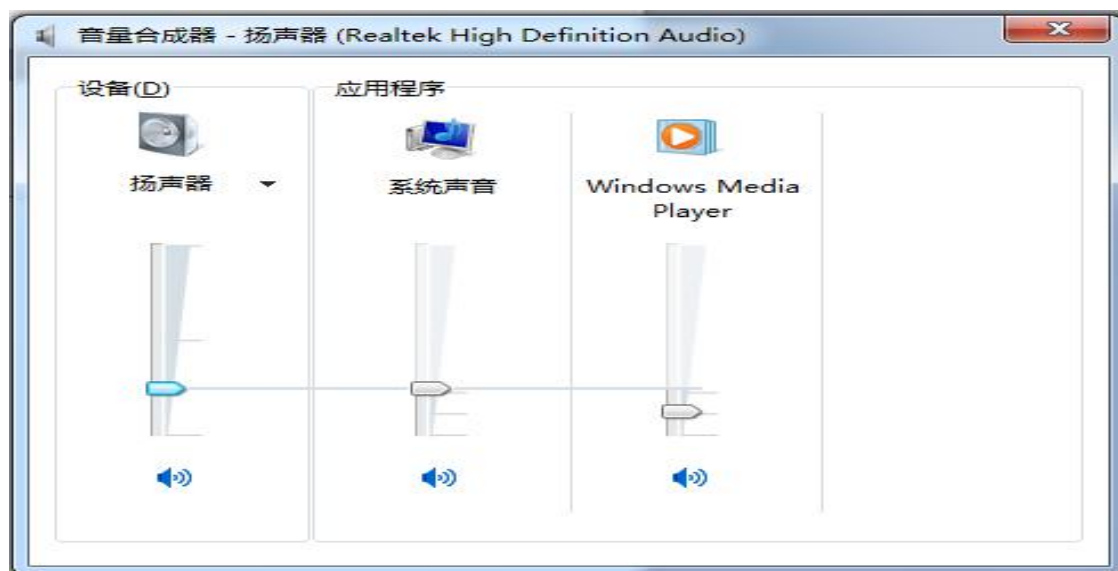 音量合成器 - 扬声器 (Realtek High Definition Audio)
设备(D)
应用程序
扬声器
系统声音
Windows Media
Player